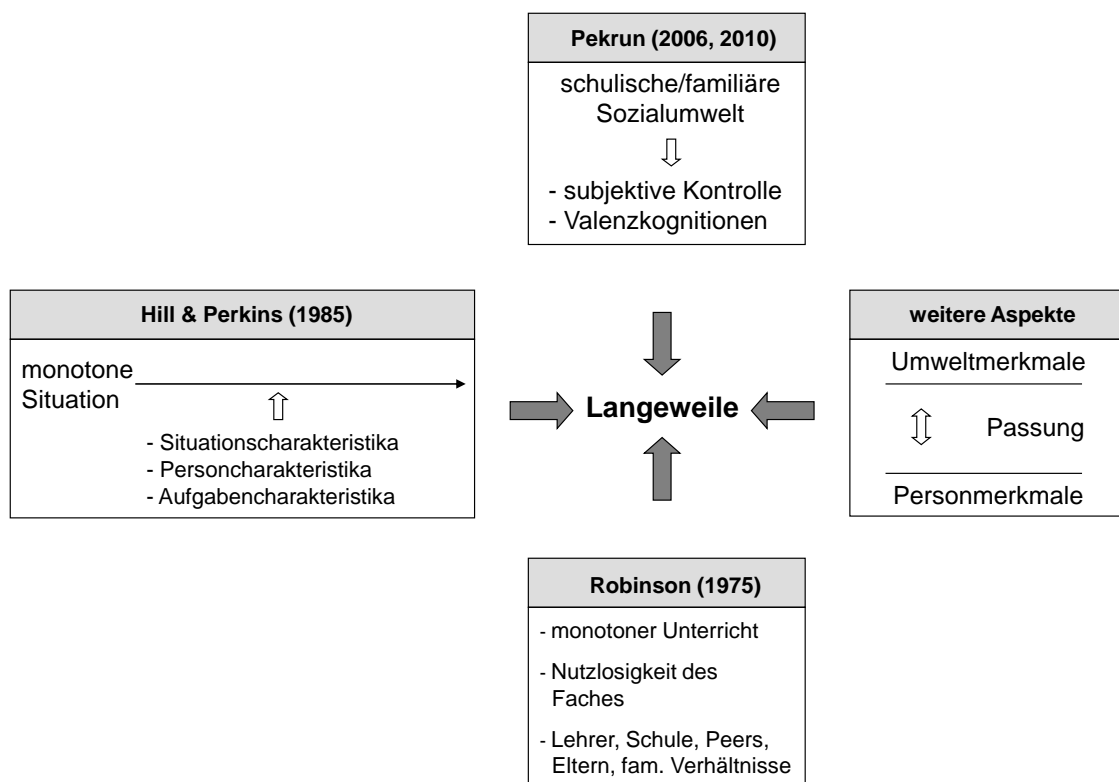 Pekrun (2006, 2010)
schulische/familiäre
Sozialumwelt
- subjektive Kontrolle
- Valenzkognitionen
Hill & Perkins (1985)
monotone
Situation
- Situationscharakteristika
- Personcharakteristika
- Aufgabencharakteristika
Langeweile
weitere Aspekte
Umweltmerkmale
Passung
Personmerkmale
Robinson (1975)
- monotoner Unterricht
- Nutzlosigkeit des
Faches
- Lehrer, Schule, Peers,
Eltern, fam. Verhältnisse